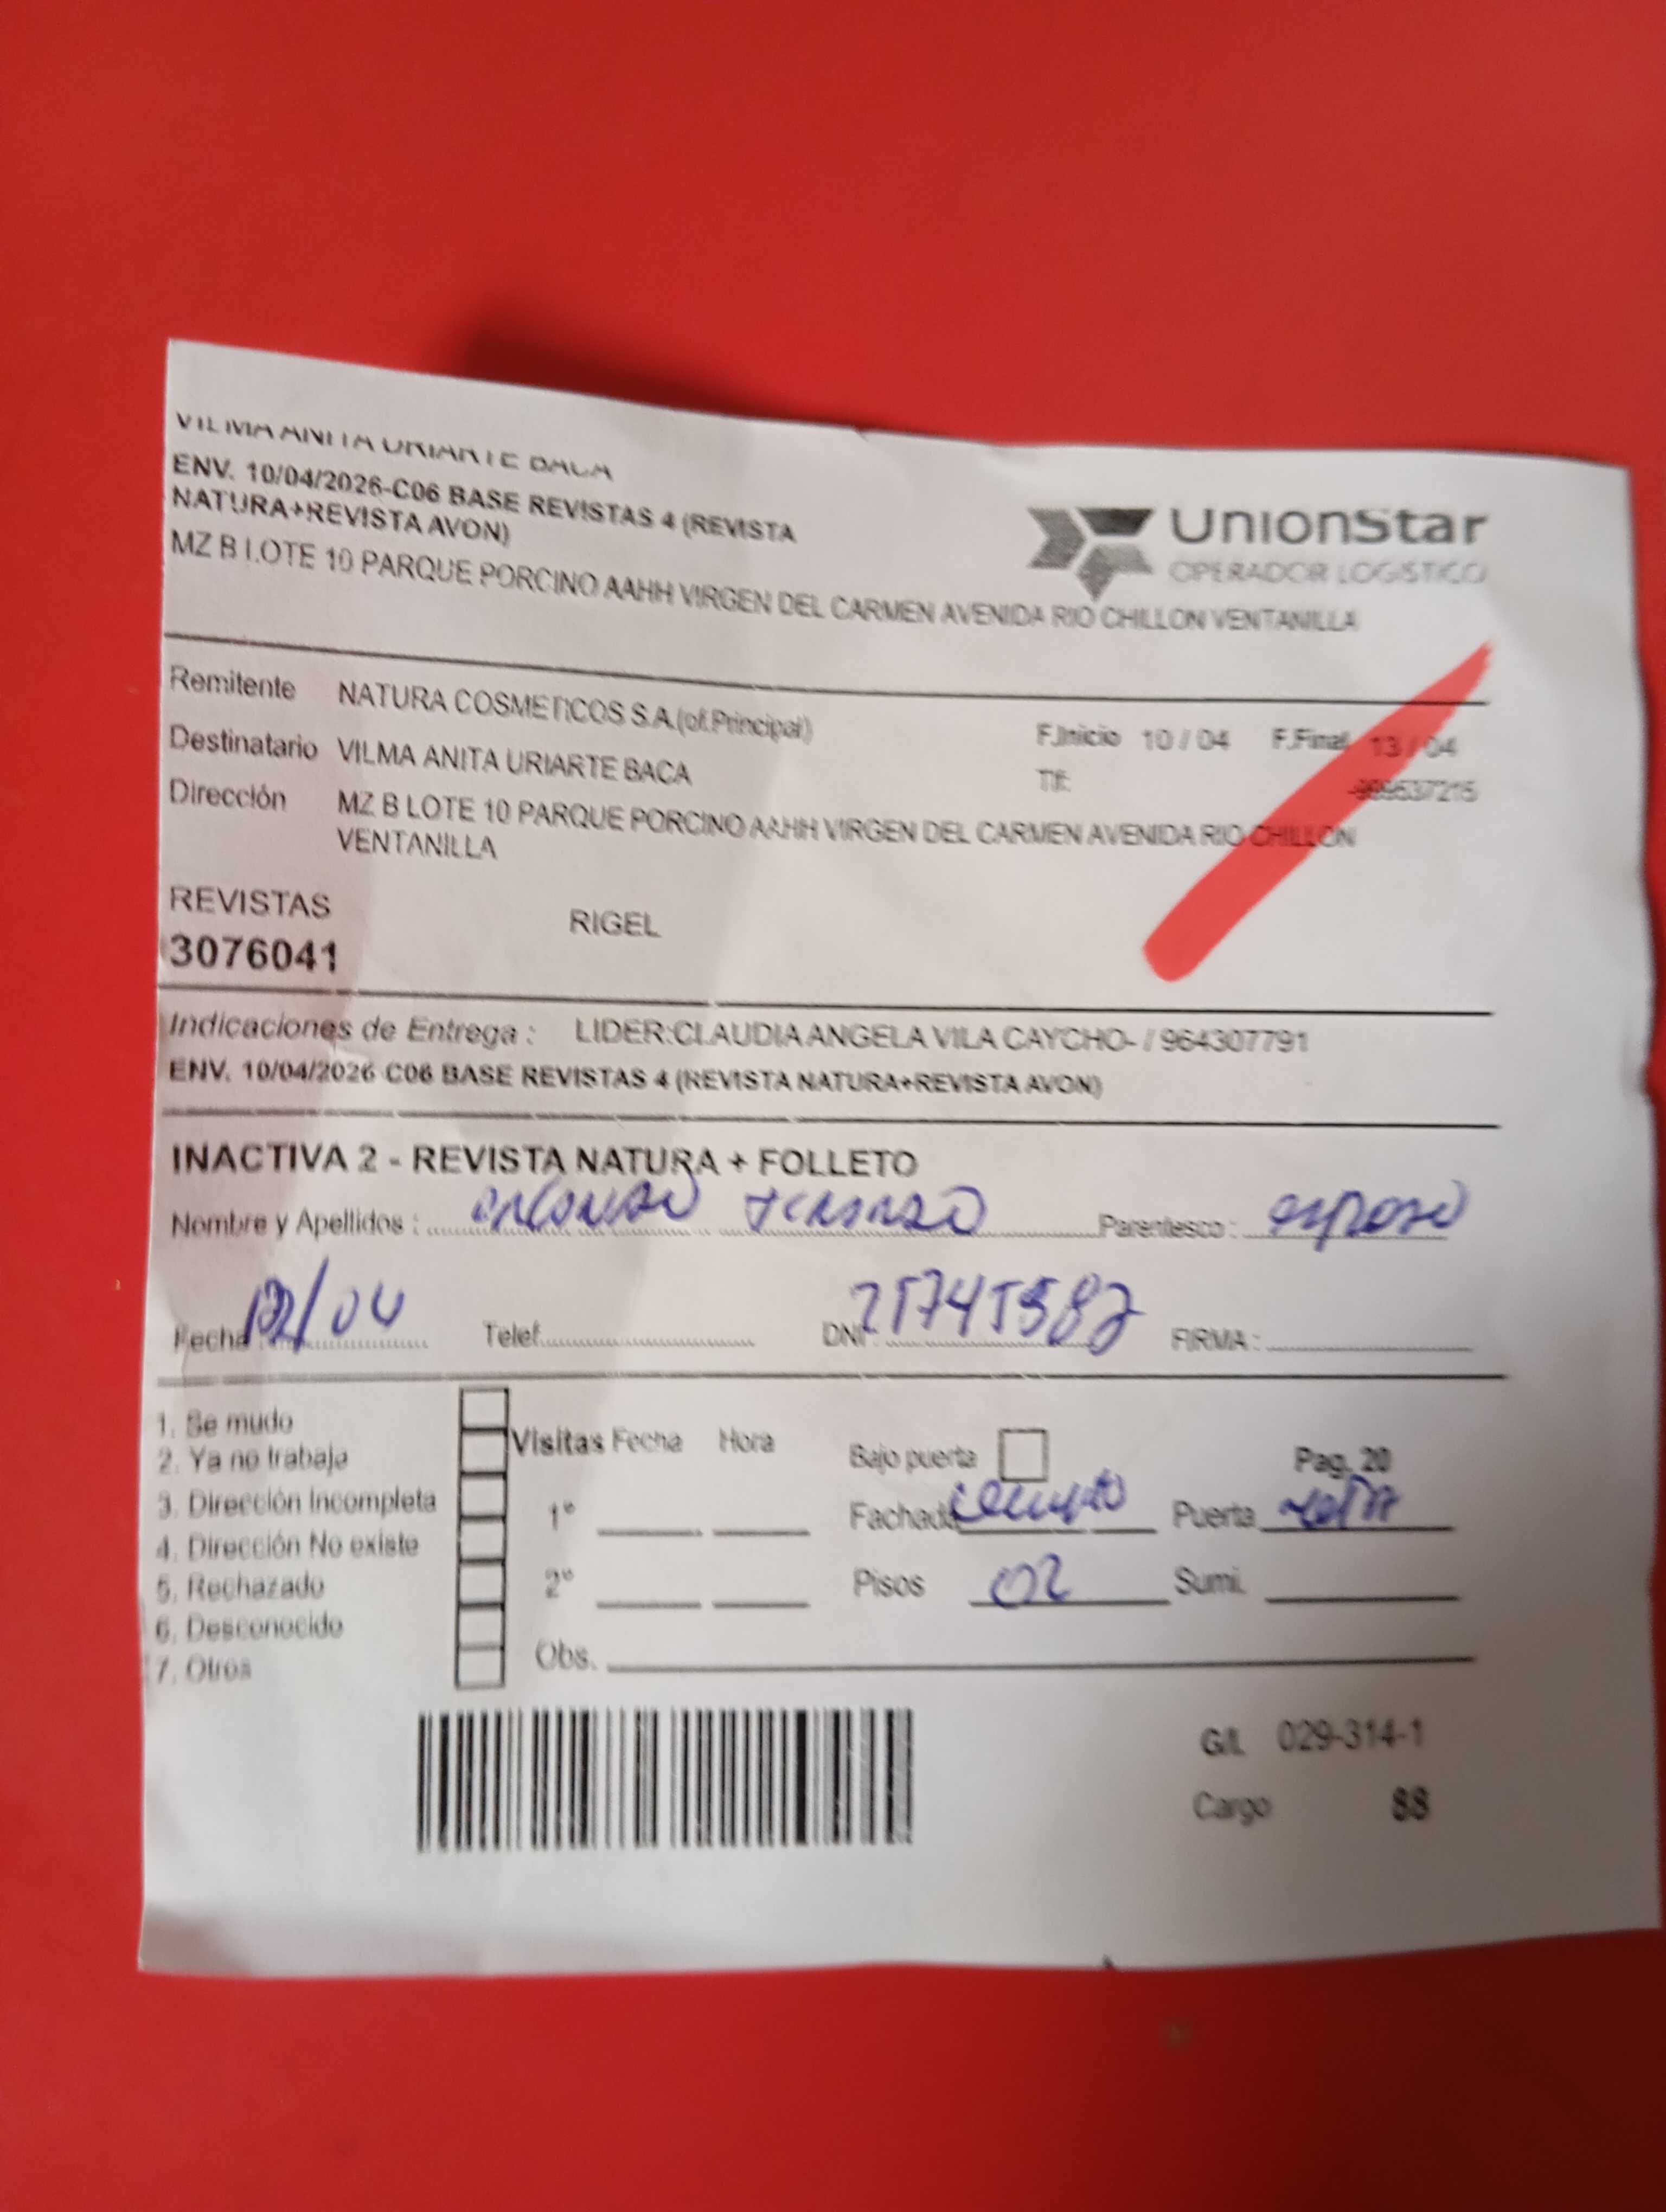 VILMA ANITA URIARTE BACA
ENV. 10/04/2026-C06 BASE REVISTAS 4 (REVISTA
NATURA+REVISTA AVON)
UnionStar
OPERADOR LOGISTICO
MZ B LOTE 10 PARQUE PORCINO AAHH VIRGEN DEL CARMEN AVENIDA RIO CHILLON VENTANILLA
Remitente NATURA COSMETICOS S.A.(of.Principal)
F.Inicio 10 / 04 F.Final 13 / 04
Destinatario VILMA ANITA URIARTE BACA
Tlf:
Dirección MZ B LOTE 10 PARQUE PORCINO AAHH VIRGEN DEL CARMEN AVENIDA RIO CHILLON
VENTANILLA
REVISTAS RIGEL
3076041
Indicaciones de Entrega : LIDER:CLAUDIA ANGELA VILA CAYCHO- / 964307791
ENV. 10/04/2026-C06 BASE REVISTAS 4 (REVISTA NATURA+REVISTA AVON)
INACTIVA 2 - REVISTA NATURA + FOLLETO
Nombre y Apellidos : Parentesco : esposo
Fecha 12/04 Telef. DNI : FIRMA :
1. Se mudo
2. Ya no trabaja
3. Dirección Incompleta
4. Dirección No existe
5. Rechazado
6. Desconocido
7. Otros
Visitas Fecha Hora
1°
2°
Obs.
Bajo puerta Pag. 20
Fachada cemento Puerta
Pisos 02 Sumi.
G/L 029-314-1
Cargo 88